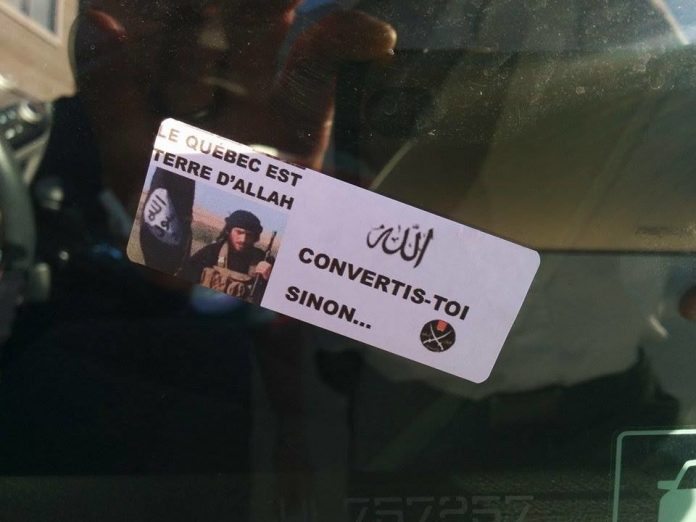 LE QUÉBEC EST
TERRE D'ALLAH
الله
CONVERTIS-TOI
SINON...